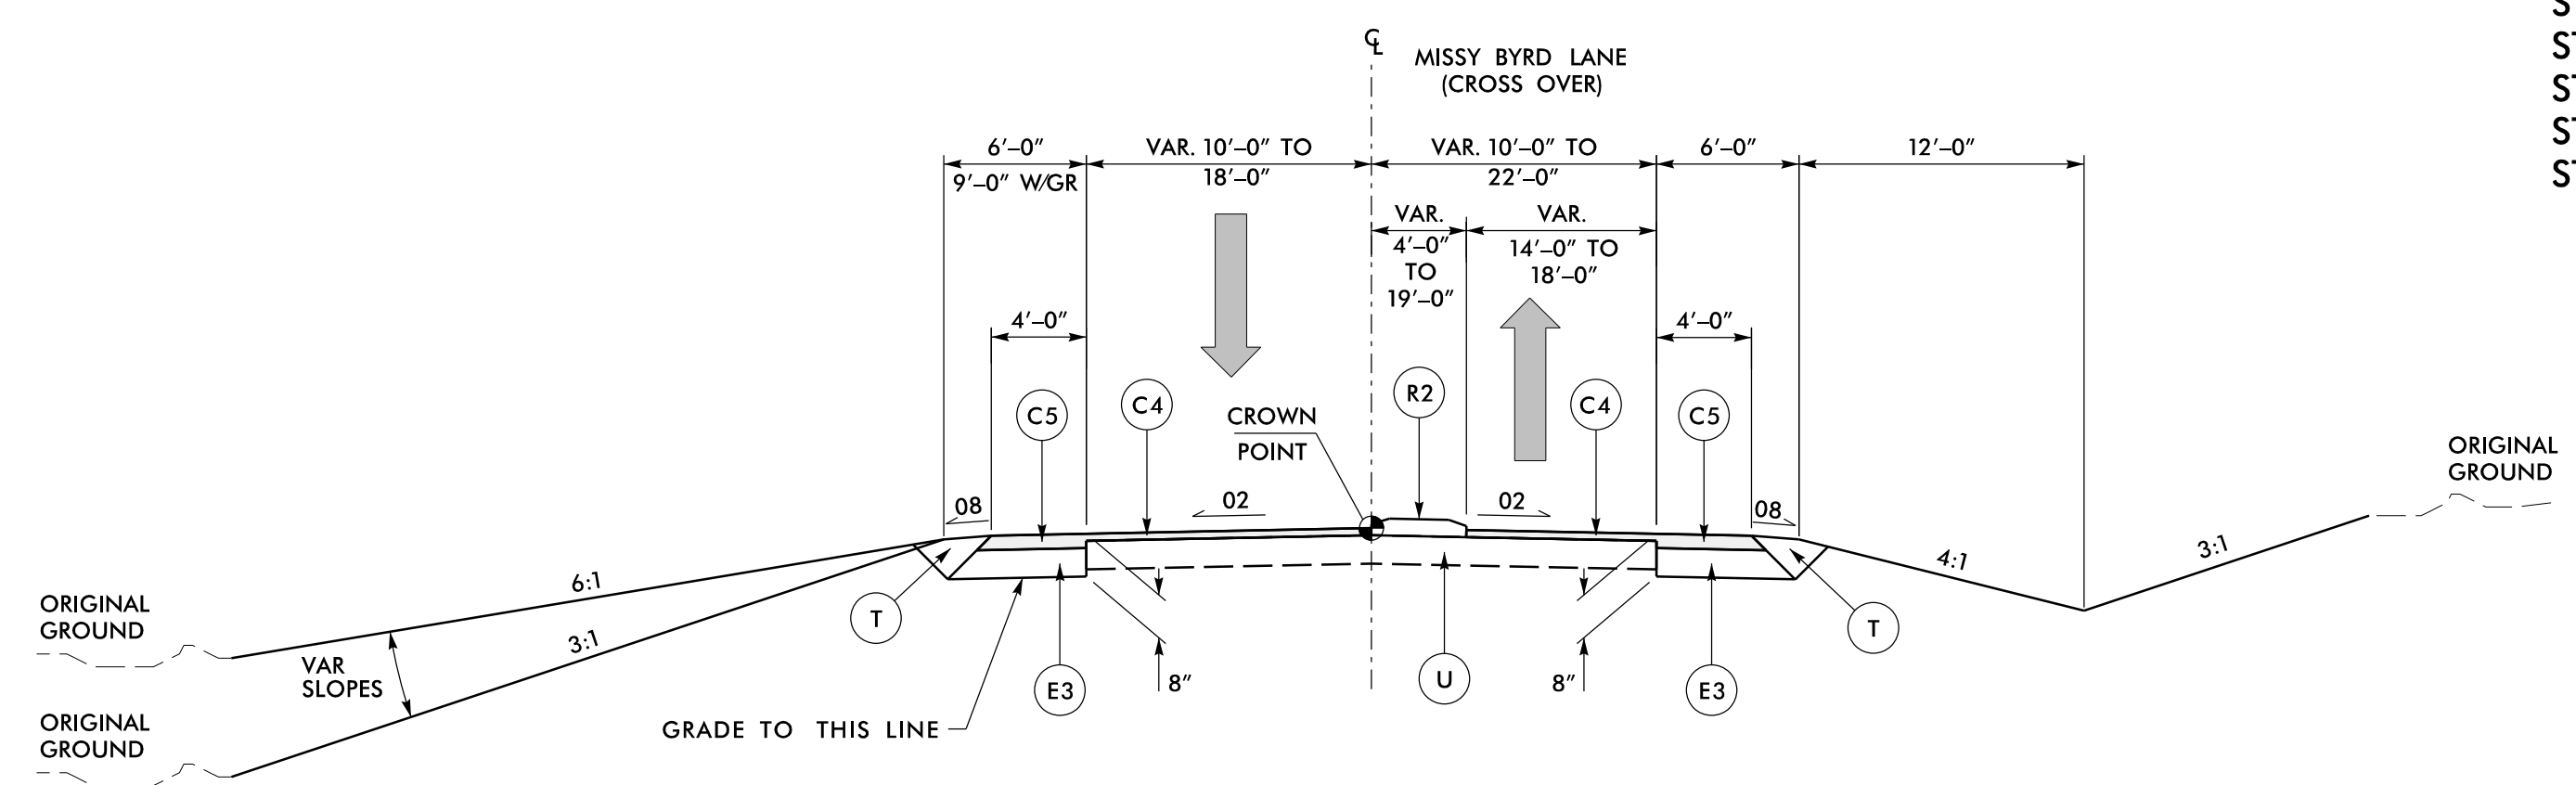 ℄
MISSY BYRD LANE
(CROSS OVER)
6'–0"
9'–0" W/GR
VAR. 10'–0" TO
18'–0"
VAR. 10'–0" TO
22'–0"
6'–0"
12'–0"
VAR.
4'–0"
TO
19'–0"
VAR.
14'–0" TO
18'–0"
4'–0"
4'–0"
C5
C4
CROWN
POINT
R2
C4
C5
08
02
02
08
ORIGINAL
GROUND
6:1
3:1
4:1
3:1
ORIGINAL
GROUND
VAR
SLOPES
ORIGINAL
GROUND
T
E3
8"
U
8"
E3
T
GRADE TO THIS LINE